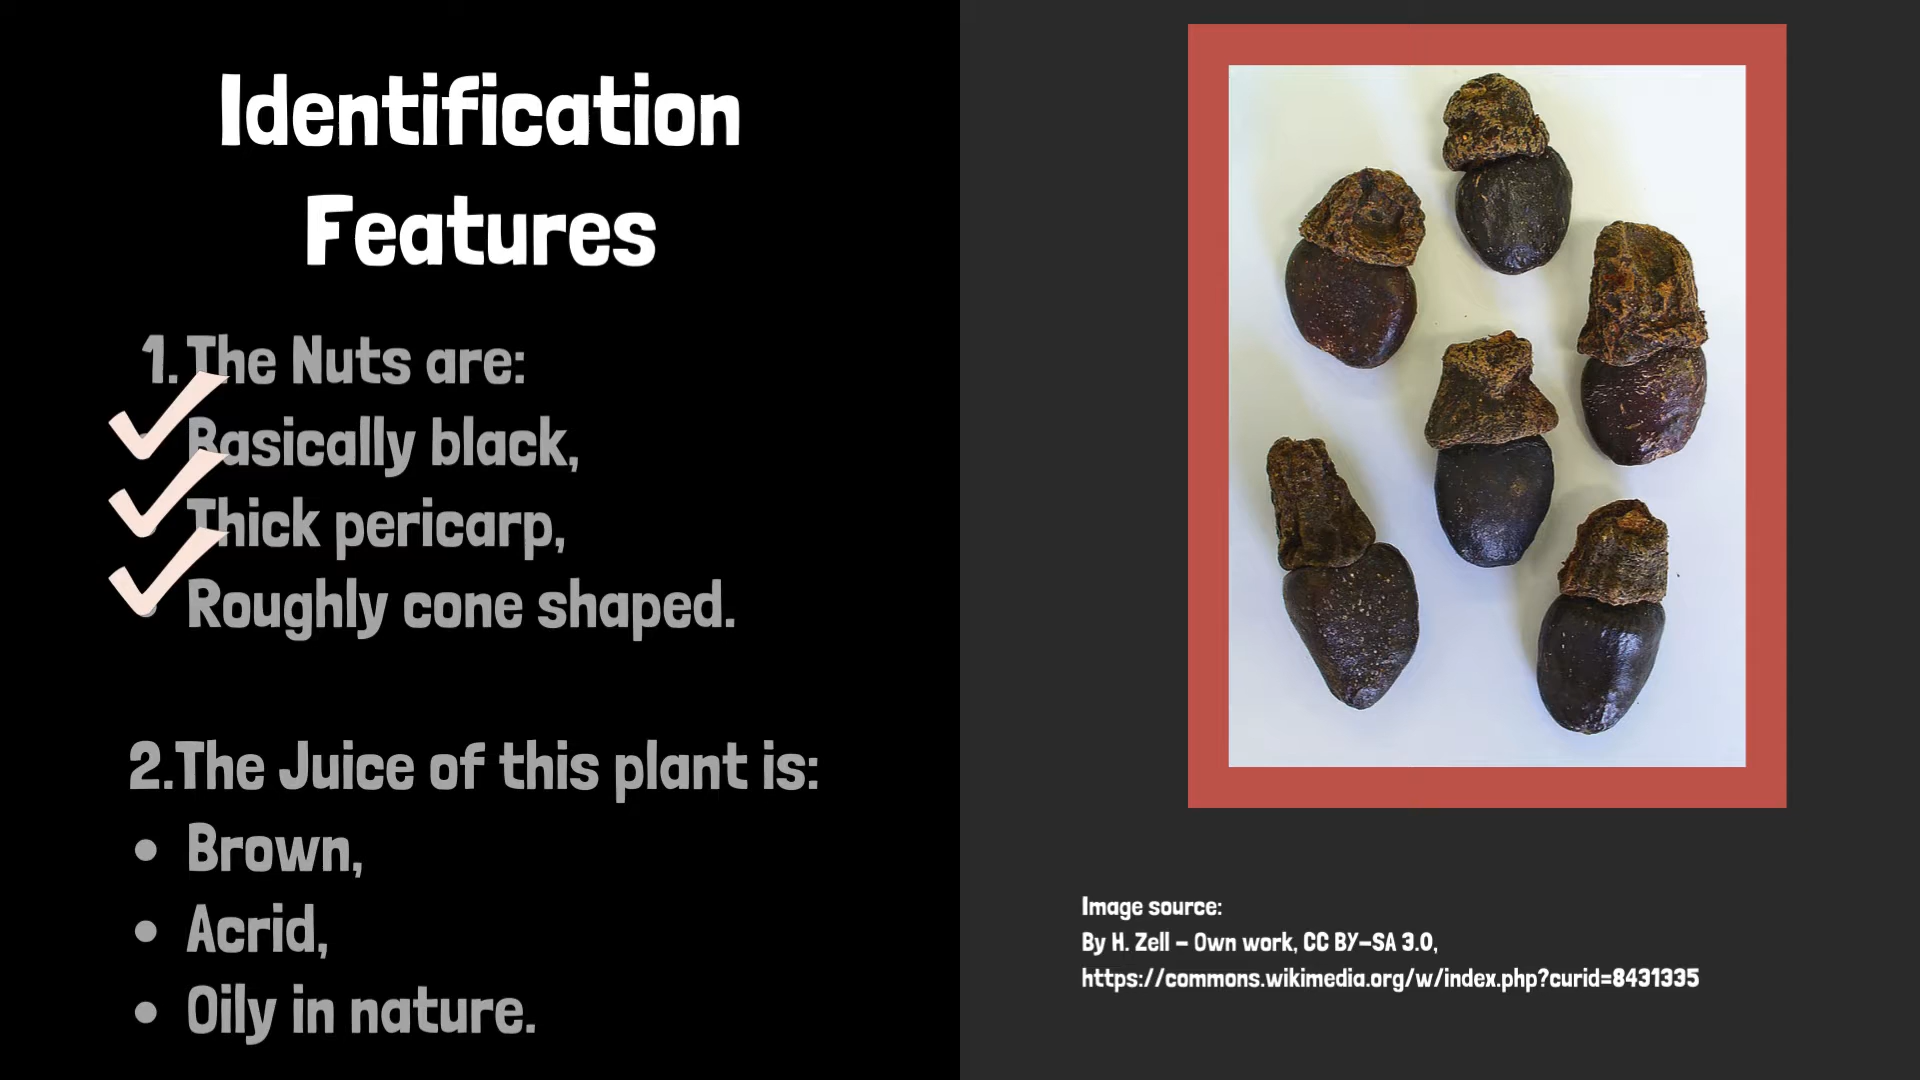 Identification
Features
1. The Nuts are:
Basically black,
Thick pericarp,
Roughly cone shaped.
2.The Juice of this plant is:
• Brown,
• Acrid,
• Oily in nature.
Image source:
By H. Zell – Own work, CC BY-SA 3.0,
https://commons.wikimedia.org/w/index.php?curid=8431335